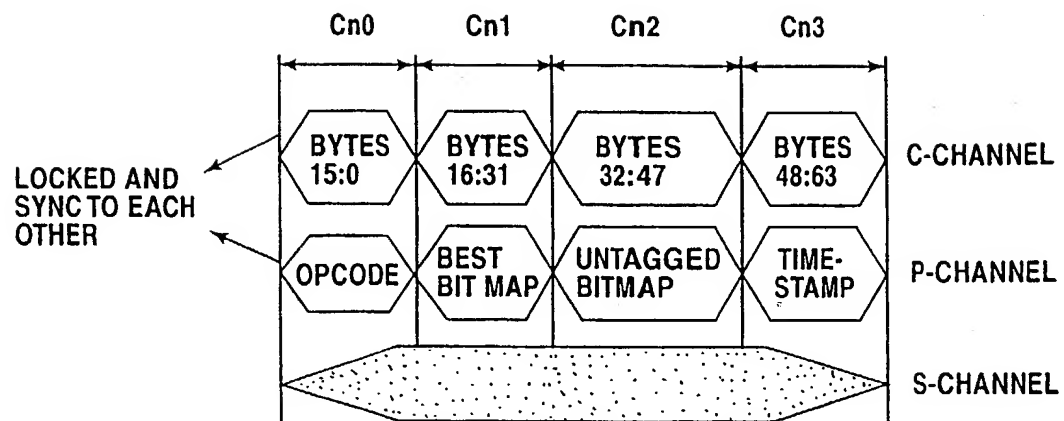 Cn0 Cn1 Cn2 Cn3
BYTES
15:0
BYTES
16:31
BYTES
32:47
BYTES
48:63
C-CHANNEL
LOCKED AND
SYNC TO EACH
OTHER
OPCODE
BEST
BIT MAP
UNTAGGED
BITMAP
TIME-
STAMP
P-CHANNEL
S-CHANNEL